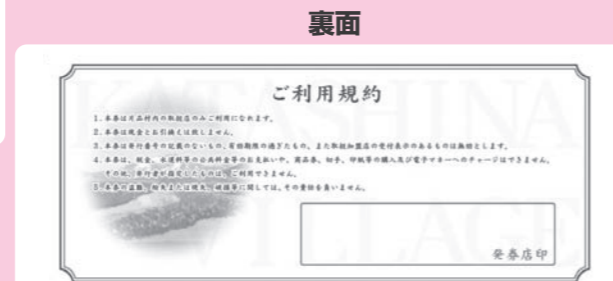 裏面
KATASHINA
ご利用規約
1. 本券は片品村内の取扱店のみご利用になれます。
2. 本券は現金とお引換えは致しません。
3. 本券は発行番号の記載のないもの、有効期限の過ぎたもの、また取扱加盟店の受付表示のあるものは無効とします。
4. 本券は、税金、水道料等の公共料金等のお支払いや、商品券、切手、印紙等の購入及び電子マネーへのチャージはできません。
その他、発行者が指定したものは、ご利用できません。
5. 本券の盗難、紛失または焼失、破損等に関しては、その責任を負いません。
VILLAGE
発券店印